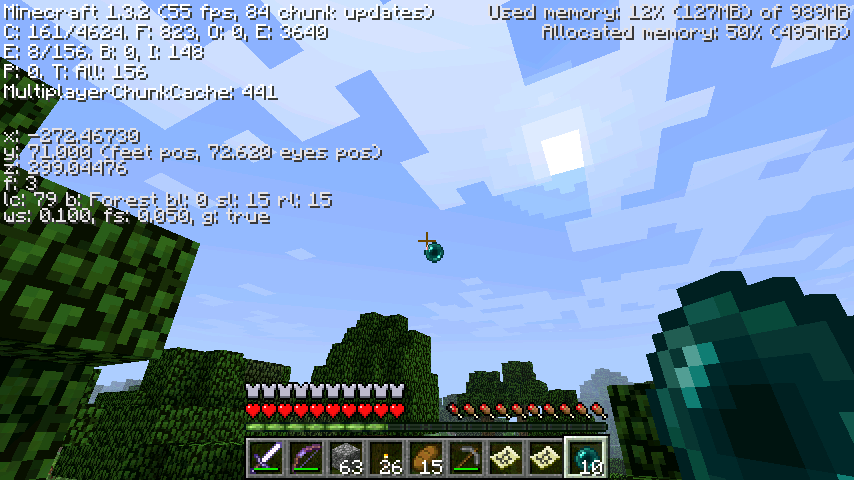 Minecraft 1.3.2 (55 fps, 84 chunk updates)
C: 161/4624, F: 823, O: 0, E: 3640
E: 8/156, B: 0, I: 148
P: 0, T: All: 156
MultiplayerChunkCache: 441
x: -272.46730
y: 71.000 (feet pos, 72.620 eyes pos)
z: 299.04476
f: 3
lc: 79 b: Forest bl: 0 sl: 15 rl: 15
ws: 0.100, fs: 0.050, g: true
Used memory: 12% (127MB) of 989MB
Allocated memory: 50% (495MB)
63 26 15 10